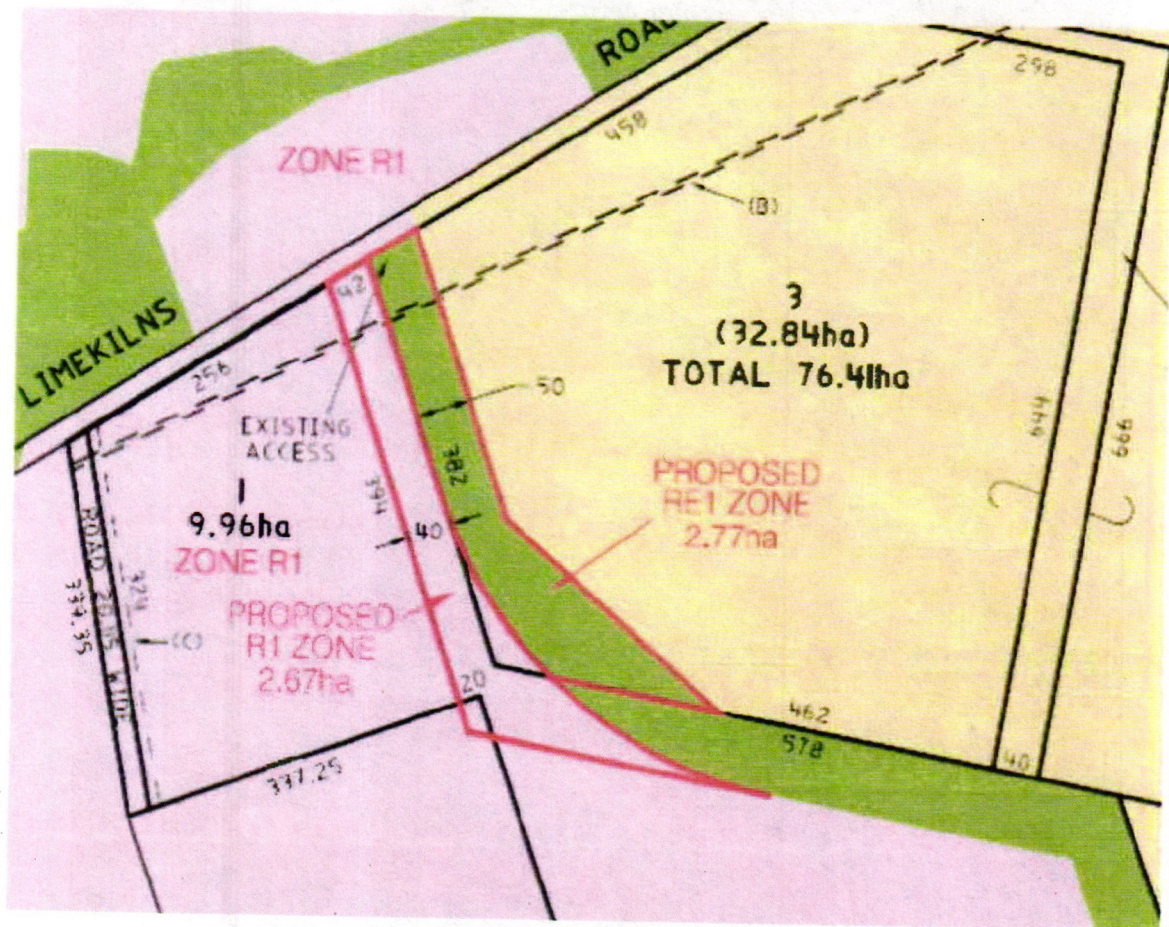 ROAD
298
458
ZONE R1
(B)
3
(32.84ha)
TOTAL 76.41ha
42
LIMEKILNS
256
50
EXISTING
ACCESS
382
644
666
PROPOSED
RE1 ZONE
2.77ha
1
9.96ha
ZONE R1
394
40
ROAD 20.115 WIDE
324
337.35
(C)
PROPOSED
R1 ZONE
2.67ha
20
462
578
40
337.25